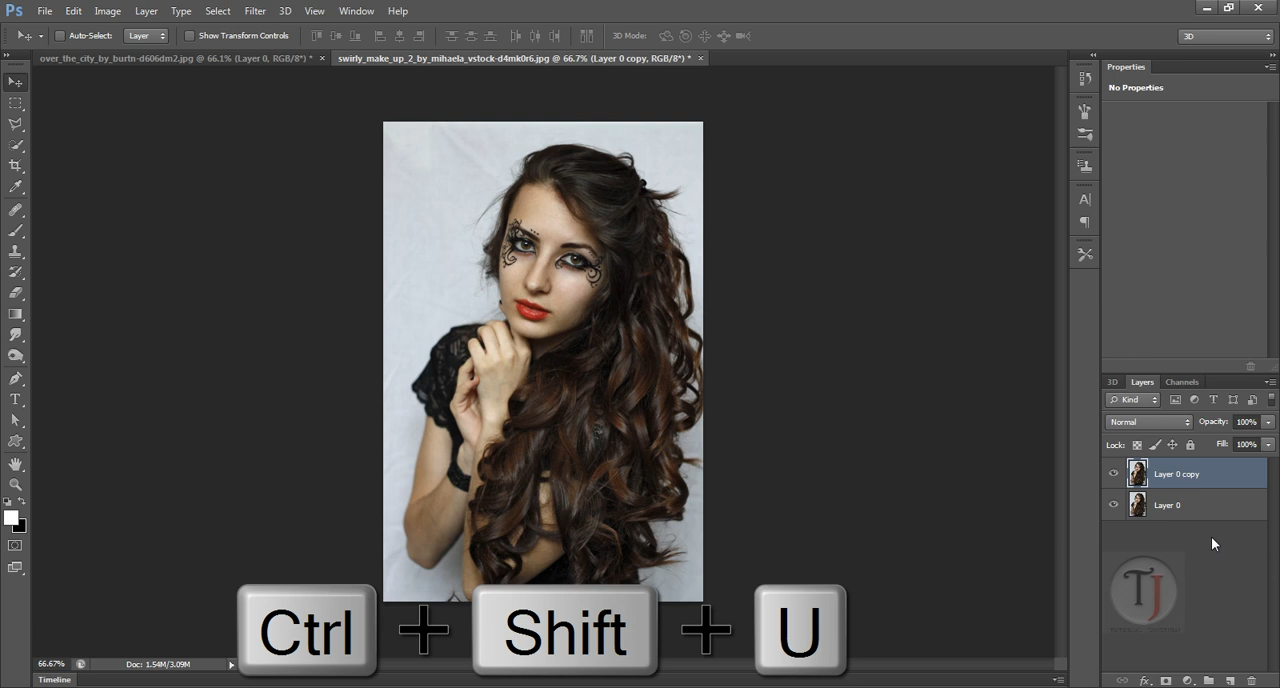 Ps File Edit Image Layer Type Select Filter 3D View Window Help
Auto-Select: Layer Show Transform Controls 3D Mode: 3D
over_the_city_by_burtn-d606dm2.jpg @ 66.1% (Layer 0, RGB/8*) * × swirly_make_up_2_by_mihaela_vstock-d4mk0r6.jpg @ 66.7% (Layer 0 copy, RGB/8*) * ×
Properties
No Properties
3D Layers Channels
Kind
Normal Opacity: 100%
Lock: Fill: 100%
Layer 0 copy
Layer 0
TJ
Ctrl + Shift + U
66.67% Doc: 1.54M/3.09M
Timeline